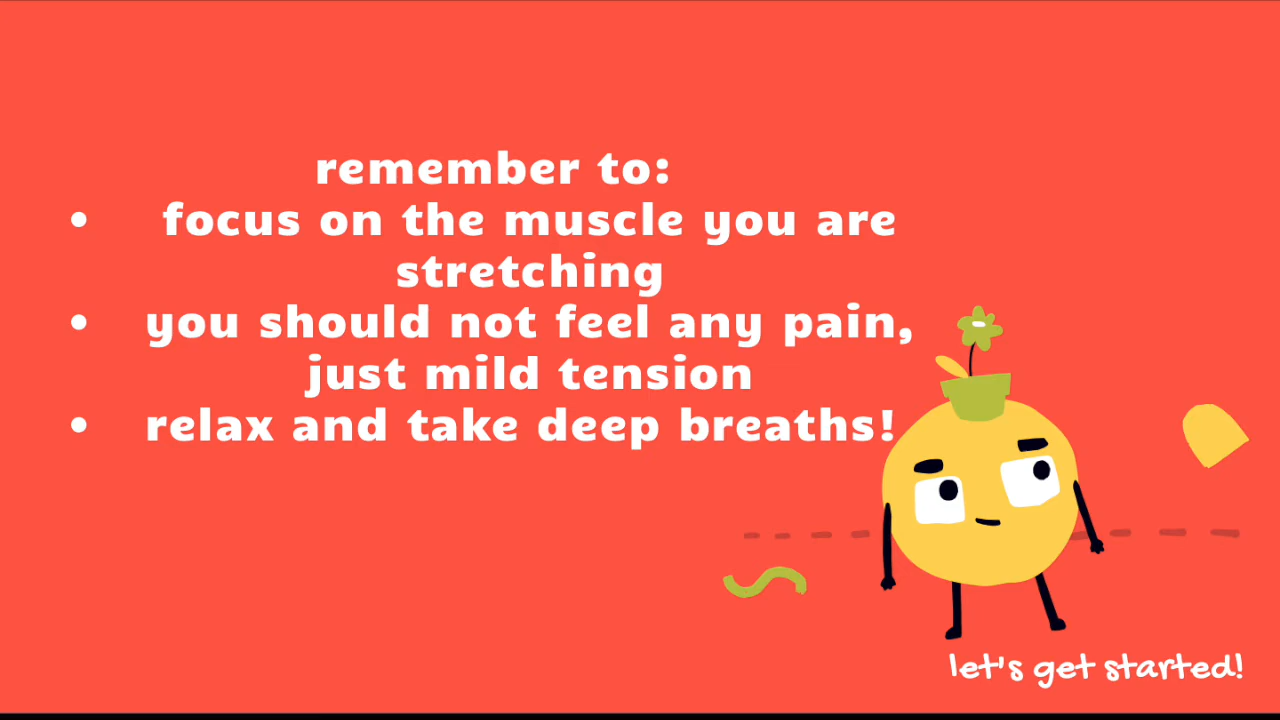 remember to:
• focus on the muscle you are
stretching
• you should not feel any pain,
just mild tension
• relax and take deep breaths!
let's get started!